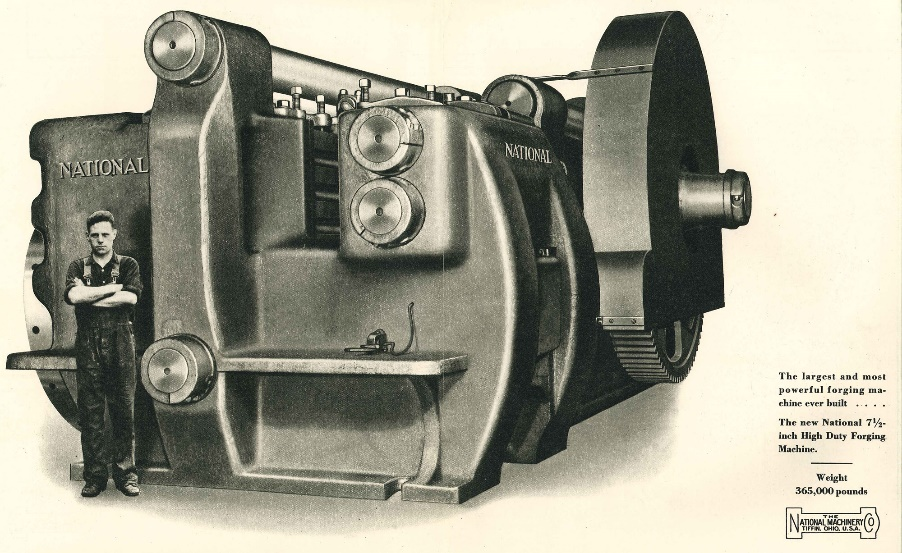 NATIONAL
NATIONAL
The largest and most
powerful forging ma-
chine ever built . . . .
The new National 7½-
inch High Duty Forging
Machine.
Weight
365,000 pounds
THE
NATIONAL MACHINERY CO
TIFFIN, OHIO, U.S.A.